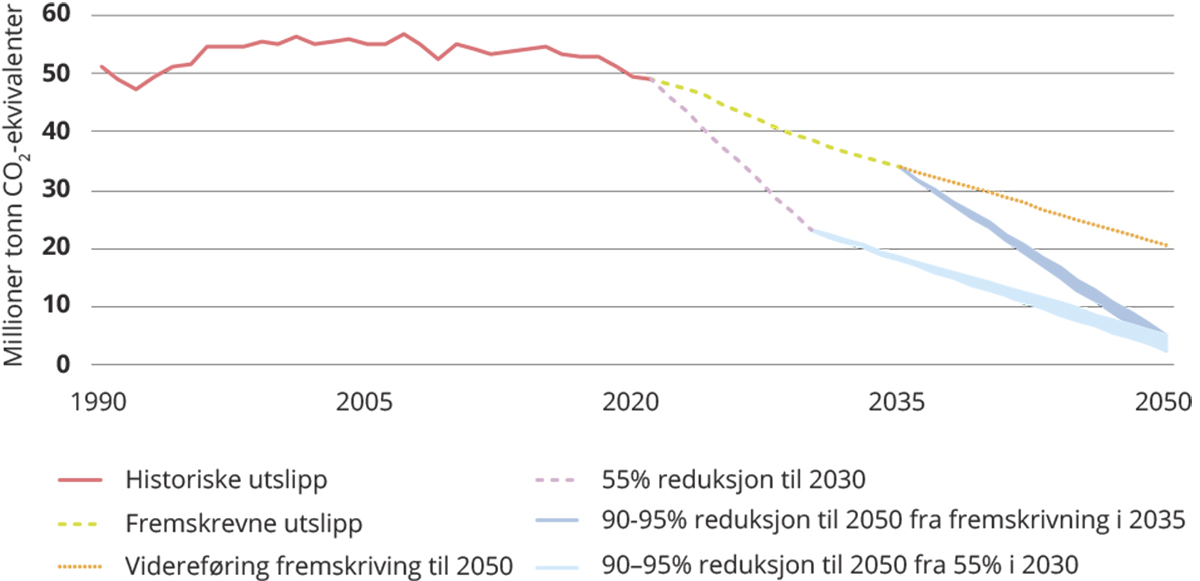 Millioner tonn CO₂-ekvivalenter
60
50
40
30
20
10
0
1990 2005 2020 2035 2050
Historiske utslipp
Fremskrevne utslipp
Videreføring fremskriving til 2050
55% reduksjon til 2030
90-95% reduksjon til 2050 fra fremskrivning i 2035
90–95% reduksjon til 2050 fra 55% i 2030